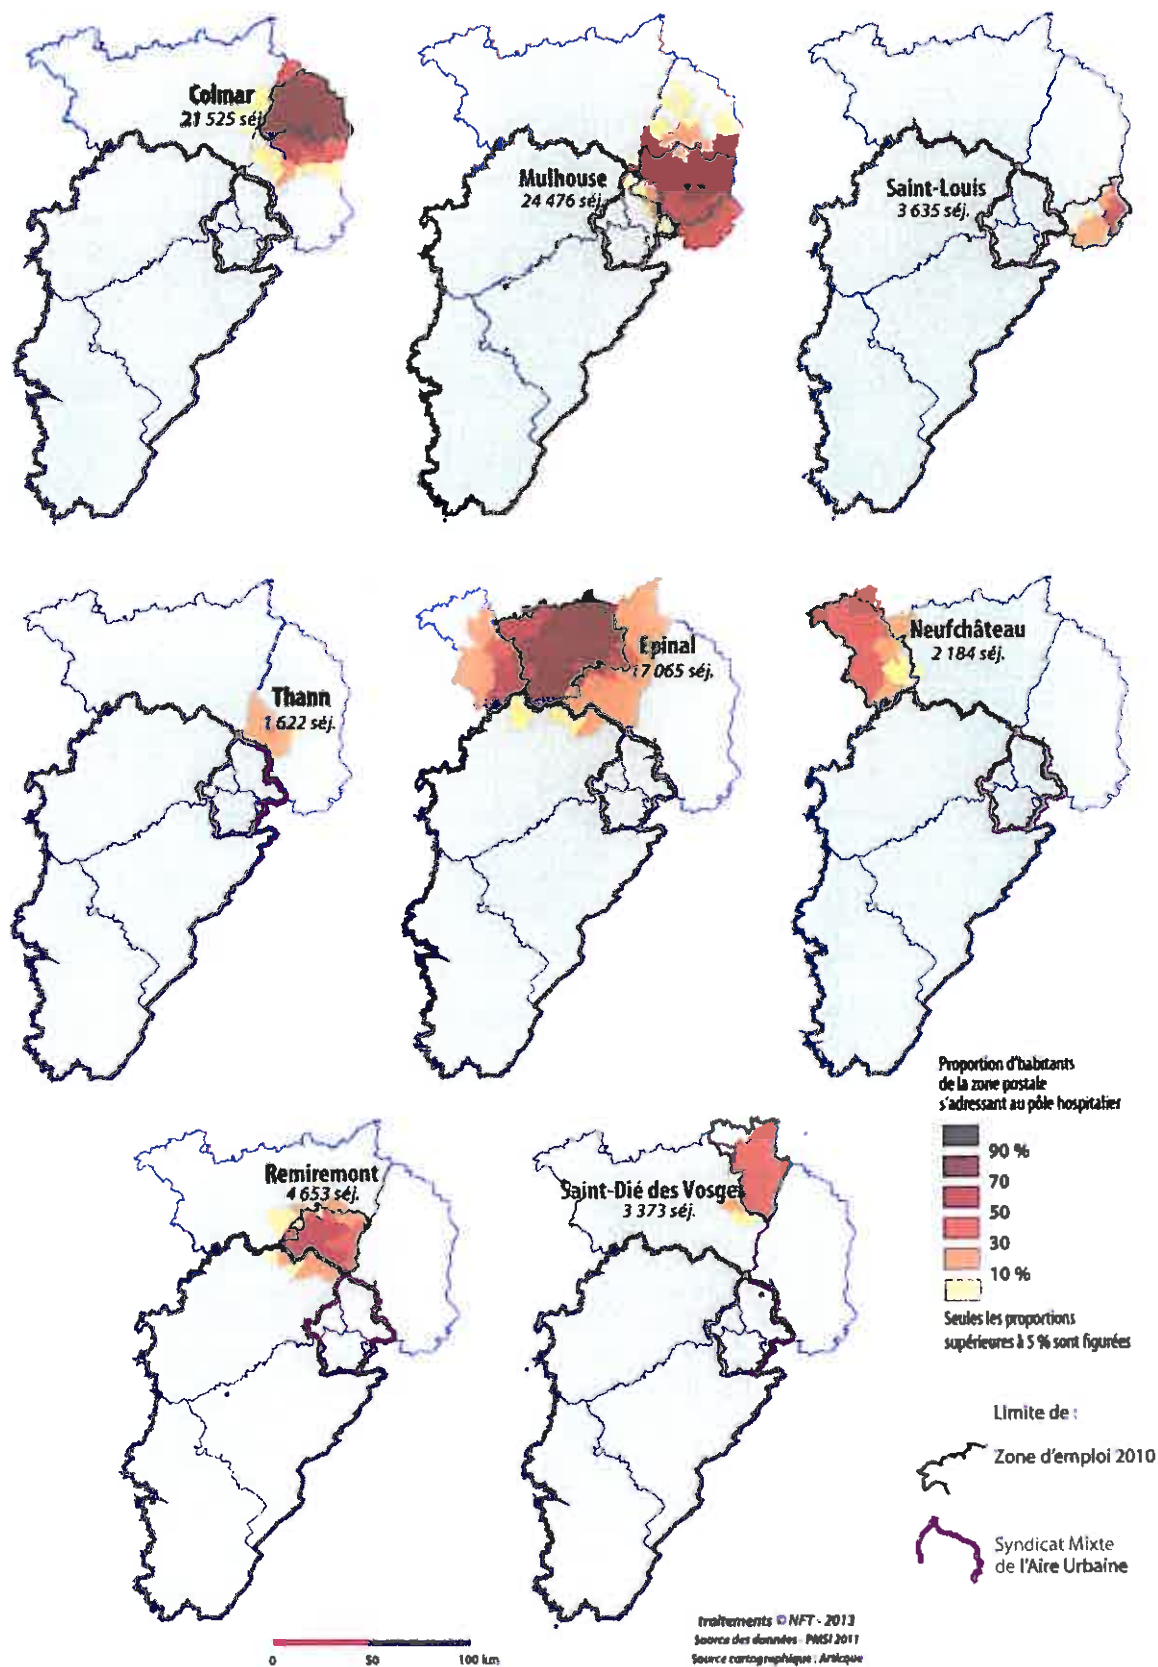 Colmar
21 525 séj.
Mulhouse
24 476 séj.
Saint-Louis
3 635 séj.
Thann
1 622 séj.
Epinal
7 065 séj.
Neufchâteau
2 184 séj.
Proportion d'habitants
de la zone postale
s'adressant au pôle hospitalier
90 %
70
50
30
10 %
Seules les proportions
supérieures à 5 % sont figurées
Remiremont
4 653 séj.
Saint-Dié des Vosges
3 373 séj.
Limite de :
Zone d'emploi 2010
Syndicat Mixte
de l'Aire Urbaine
traitements © NFT - 2013
Source des données - PMSI 2011
Source cartographique : Articque
0 50 100 km